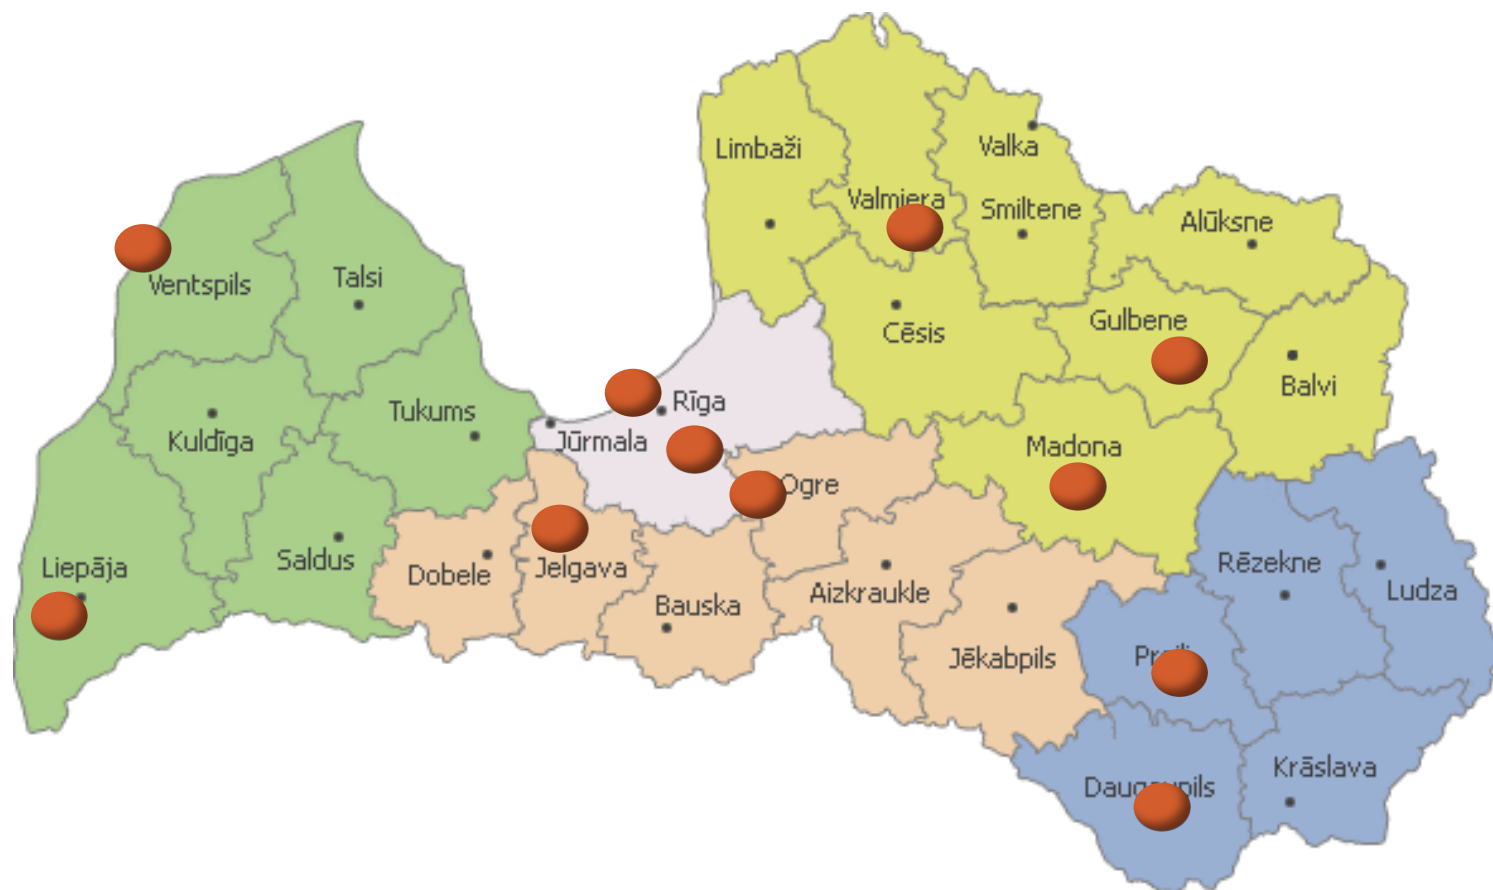 Limbaži
Valka
Valmiera
Smiltene
Alūksne
Ventspils
Talsi
Cēsis
Gulbene
Balvi
Tukums
Rīga
Kuldīga
Jūrmala
Madona
Ogre
Liepāja
Saldus
Dobele
Jelgava
Bauska
Aizkraukle
Rēzekne
Ludza
Jēkabpils
Krāslava